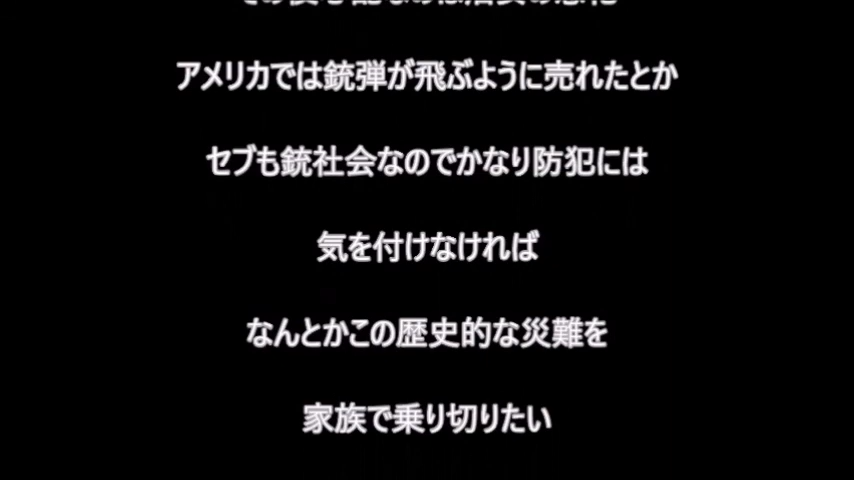 アメリカでは銃弾が飛ぶように売れたとか
セブも銃社会なのでかなり防犯には
気を付けなければ
なんとかこの歴史的な災難を
家族で乗り切りたい